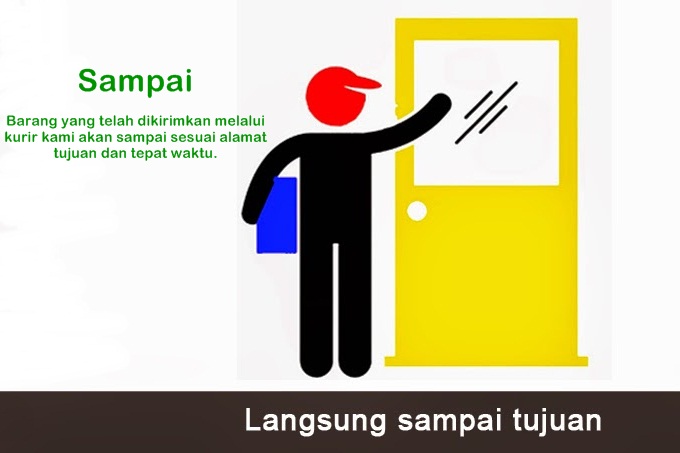 Sampai
Barang yang telah dikirimkan melalui
kurir kami akan sampai sesuai alamat
tujuan dan tepat waktu.
Langsung sampai tujuan